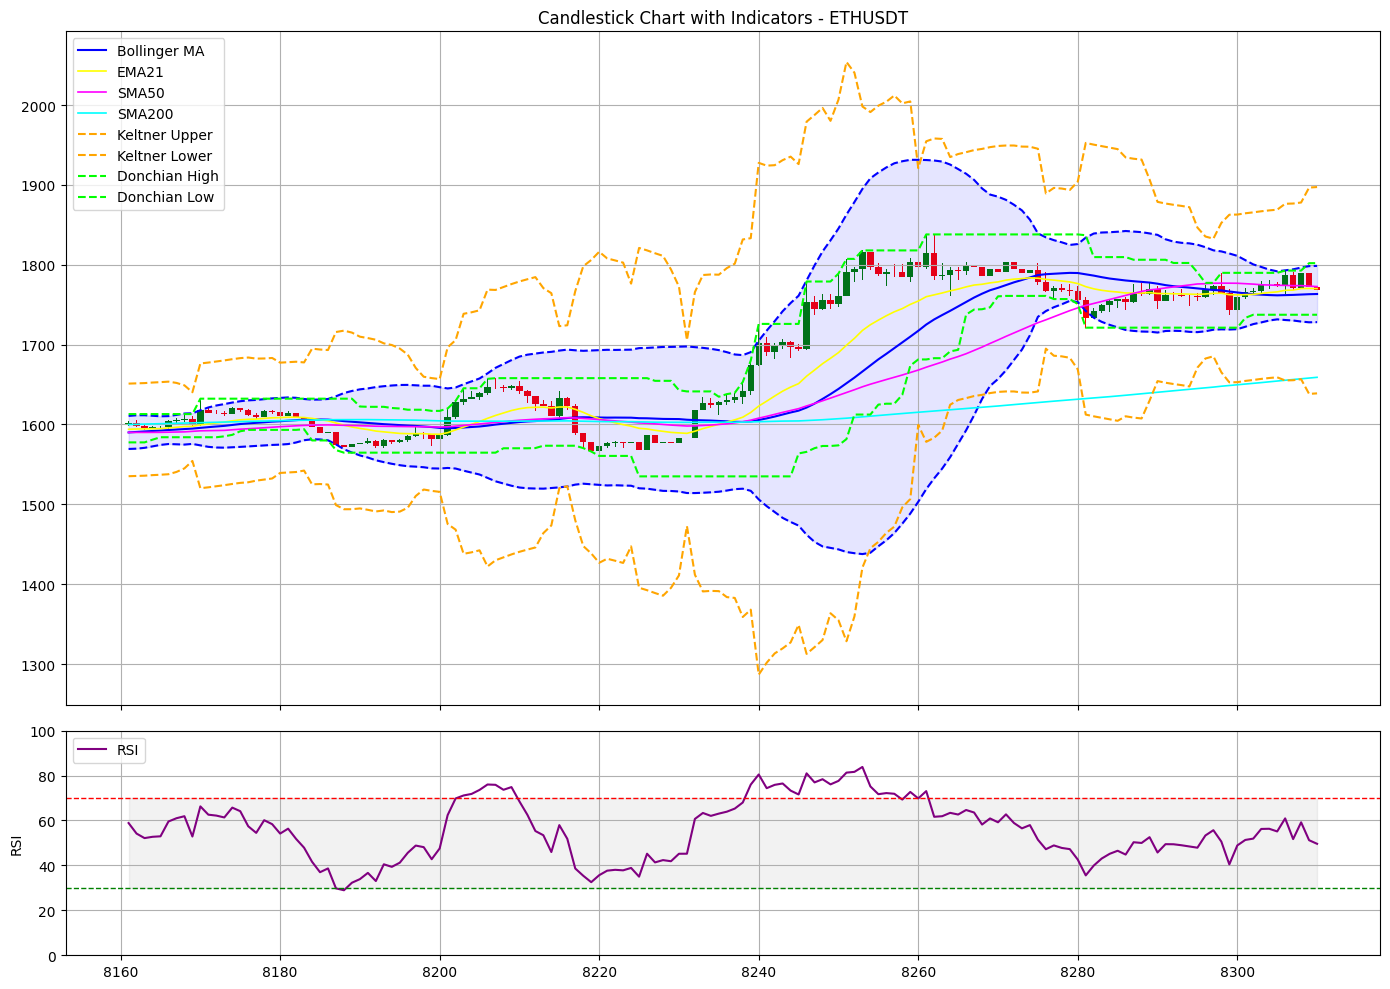 Candlestick Chart with Indicators - ETHUSDT
Bollinger MA
EMA21
SMA50
SMA200
Keltner Upper
Keltner Lower
Donchian High
Donchian Low
2000
1900
1800
1700
1600
1500
1400
1300
RSI
100
80
60
40
20
0
RSI
8160 8180 8200 8220 8240 8260 8280 8300